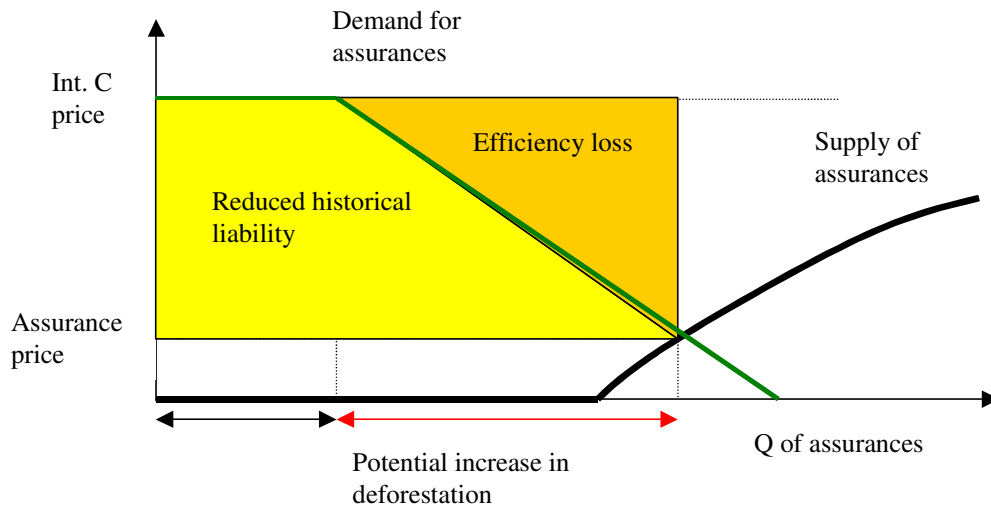 Demand for
assurances
Int. C
price
Efficiency loss
Supply of
assurances
Reduced historical
liability
Assurance
price
Q of assurances
Potential increase in
deforestation